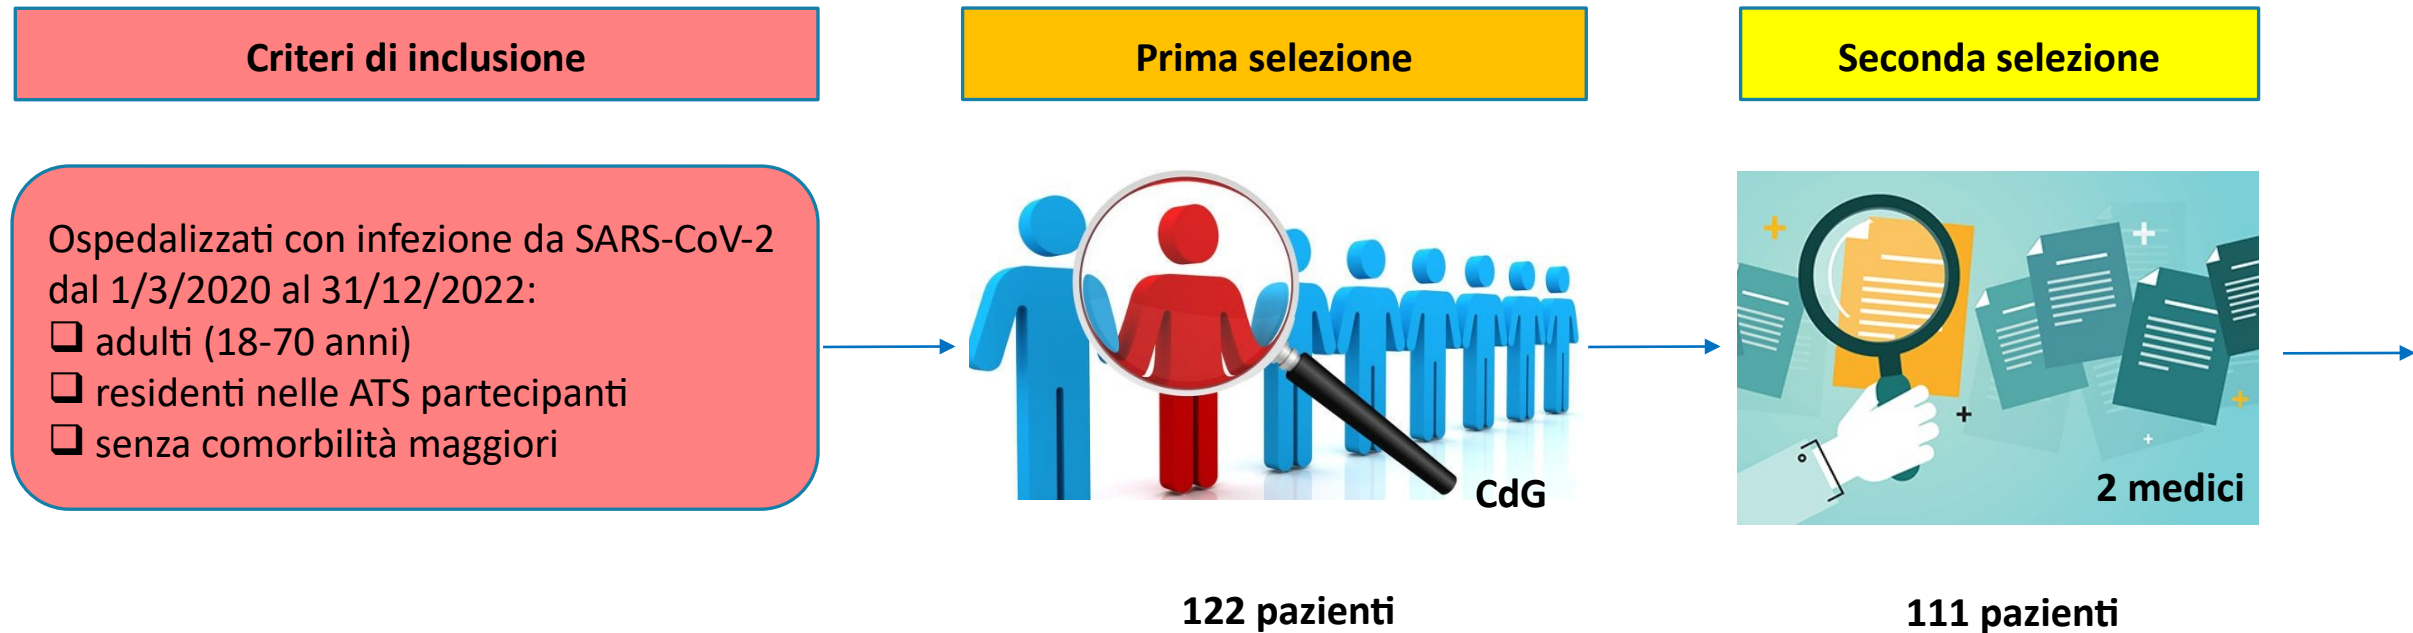 Criteri di inclusione
Prima selezione
Seconda selezione
Ospedalizzati con infezione da SARS-CoV-2
dal 1/3/2020 al 31/12/2022:
❑ adulti (18-70 anni)
❑ residenti nelle ATS partecipanti
❑ senza comorbilità maggiori
CdG
2 medici
122 pazienti
111 pazienti